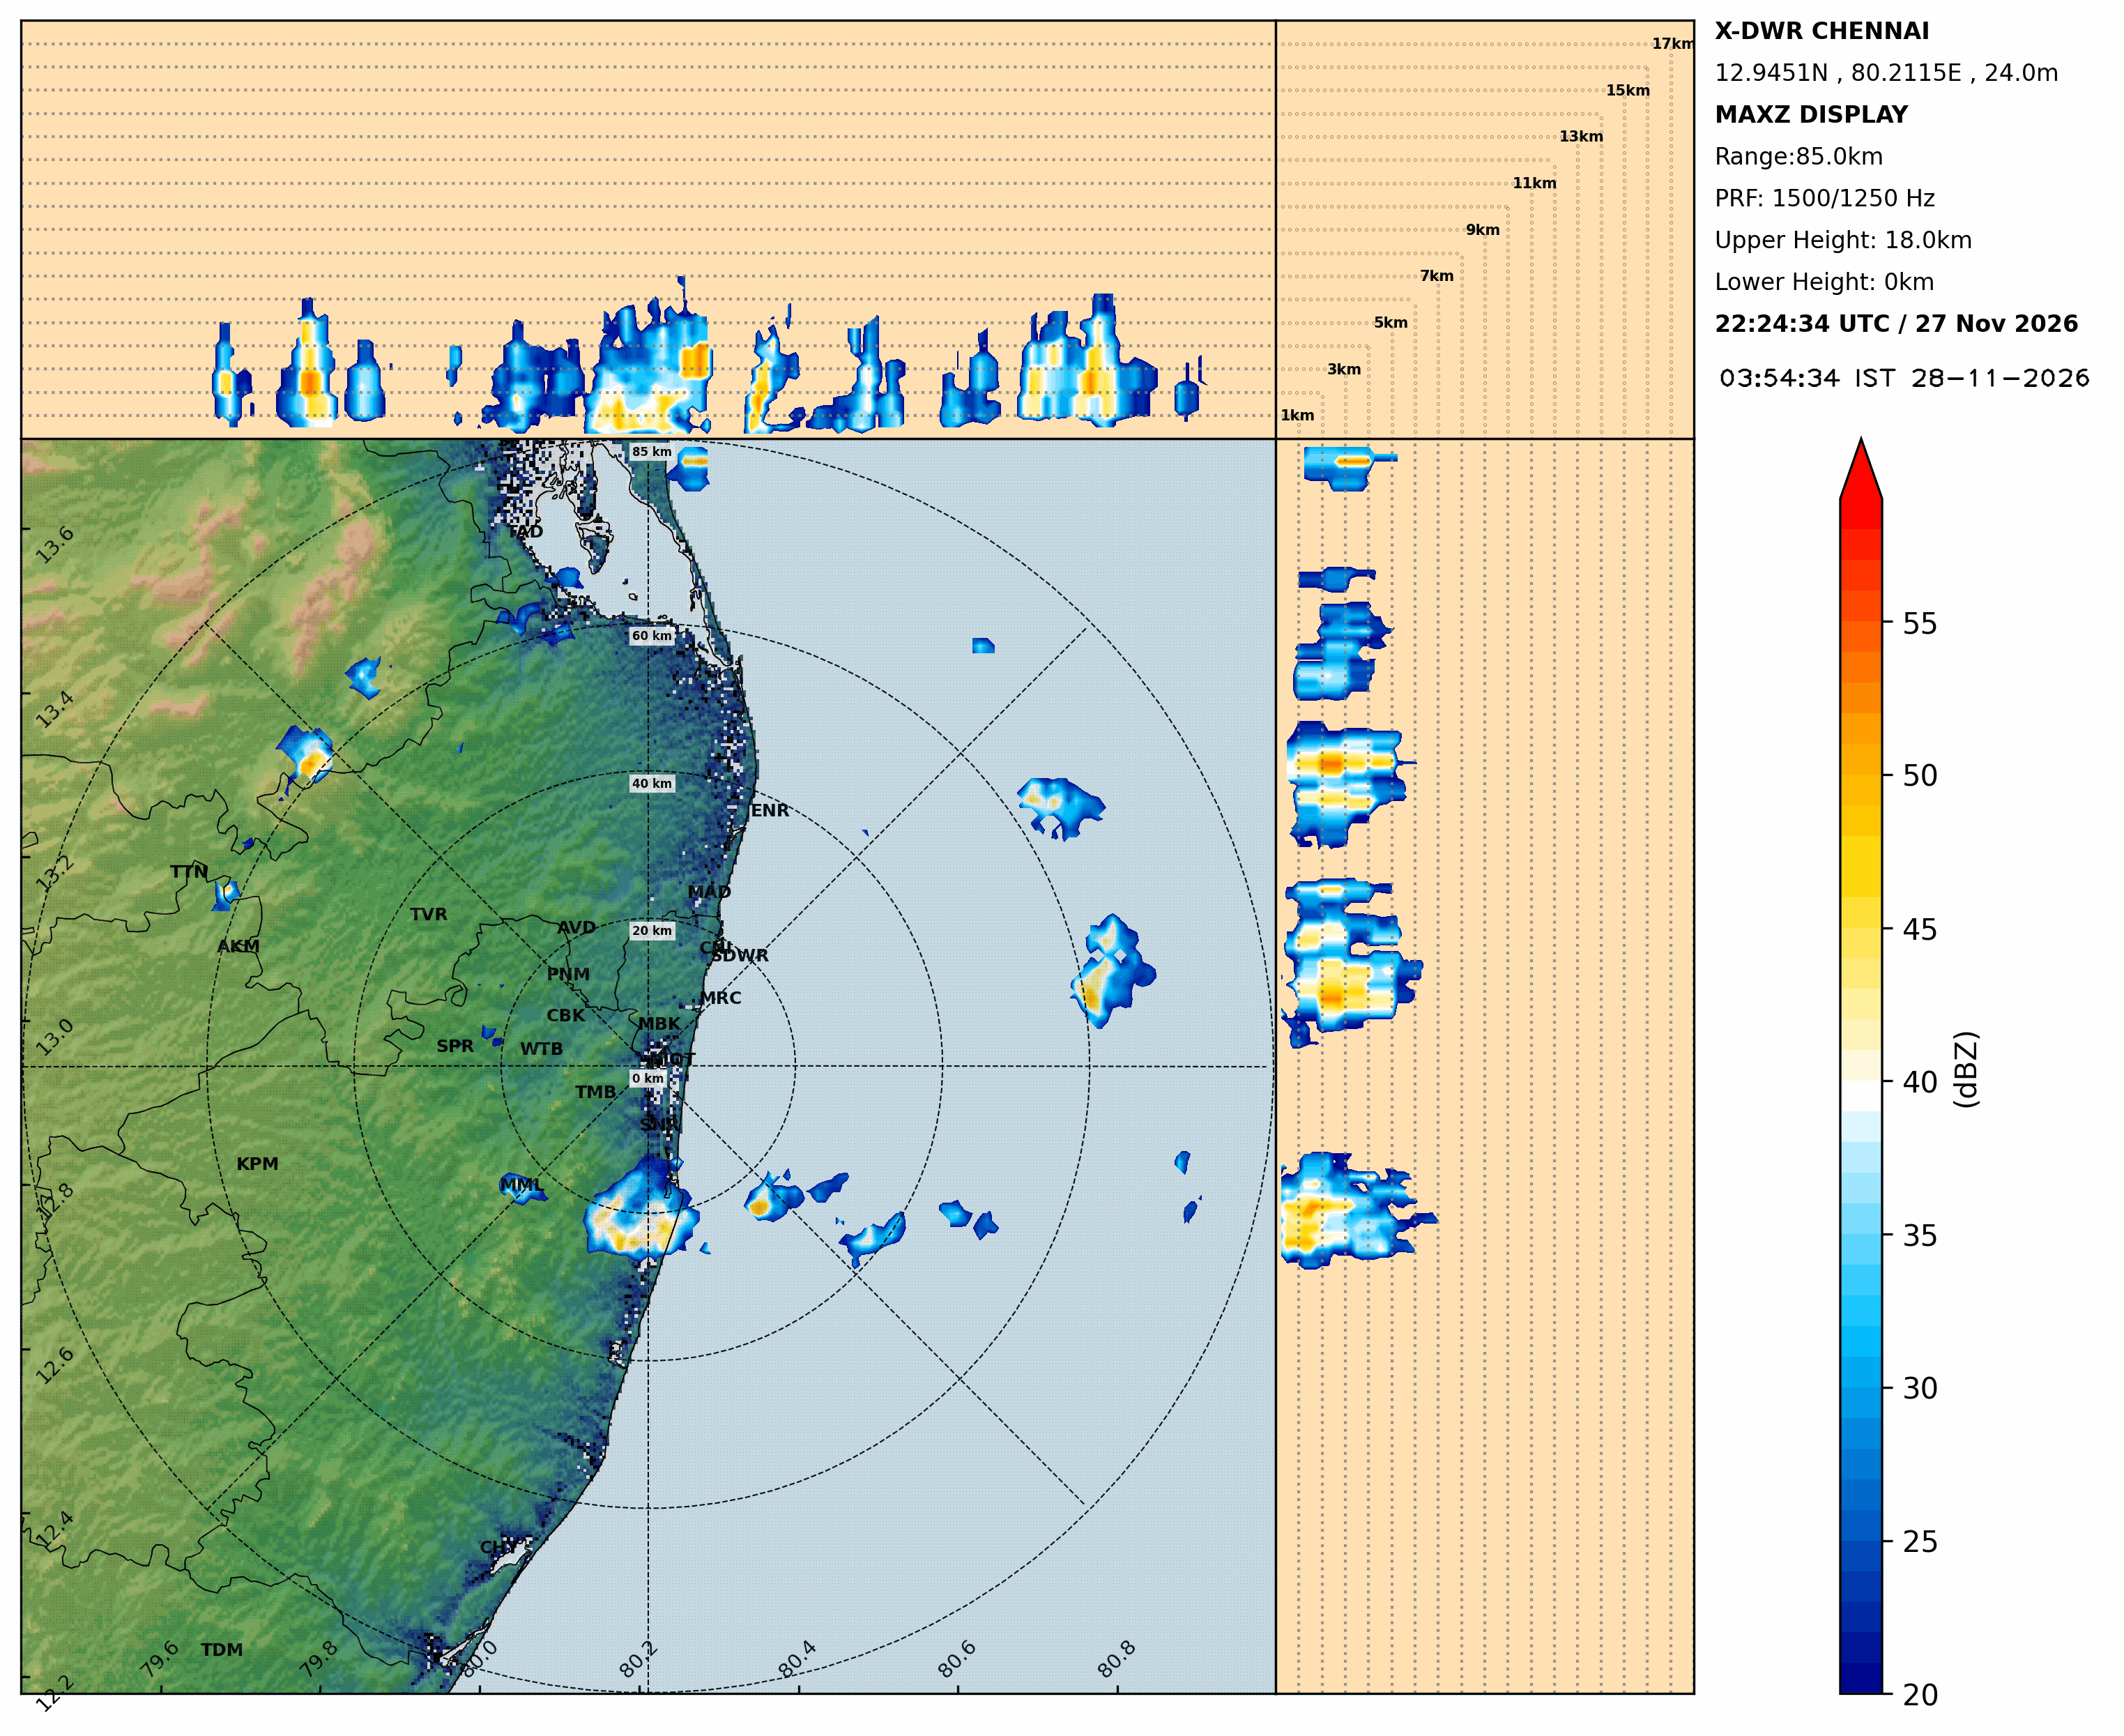 X-DWR CHENNAI
12.9451N , 80.2115E , 24.0m
MAXZ DISPLAY
Range:85.0km
PRF: 1500/1250 Hz
Upper Height: 18.0km
Lower Height: 0km
22:24:34 UTC / 27 Nov 2026
03:54:34 IST 28-11-2026
17km
15km
13km
11km
9km
7km
5km
3km
1km
85 km
TAD
13.6
60 km
13.4
40 km
ENR
13.2
TTN
MAD
TVR
AVD
20 km
AKM
SDWR
PNM
MRC
CBK
MBK
13.0
SPR
WTB
0 km
TMB
SNR
KPM
MML
12.8
12.6
12.4
CHY
TDM
12.2
79.6
79.8
80.0
80.2
80.4
80.6
80.8
55
50
45
40
35
30
25
20
(dBZ)